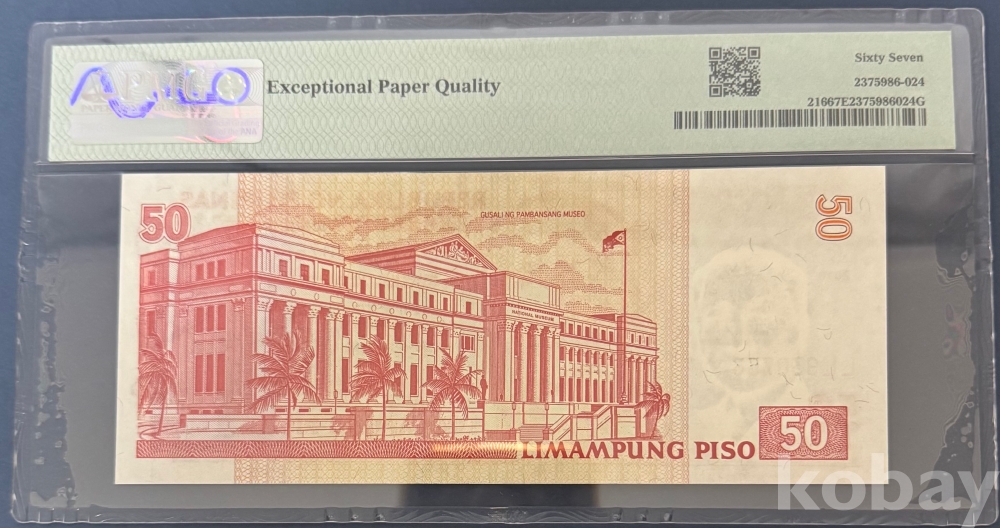 Exceptional Paper Quality
Sixty Seven
2375986-024
21667E2375986024G
50
GUSALI NG PAMBANSANG MUSEO
50
NATIONAL MUSEUM
LIMAMPUNG PISO
50
kobay